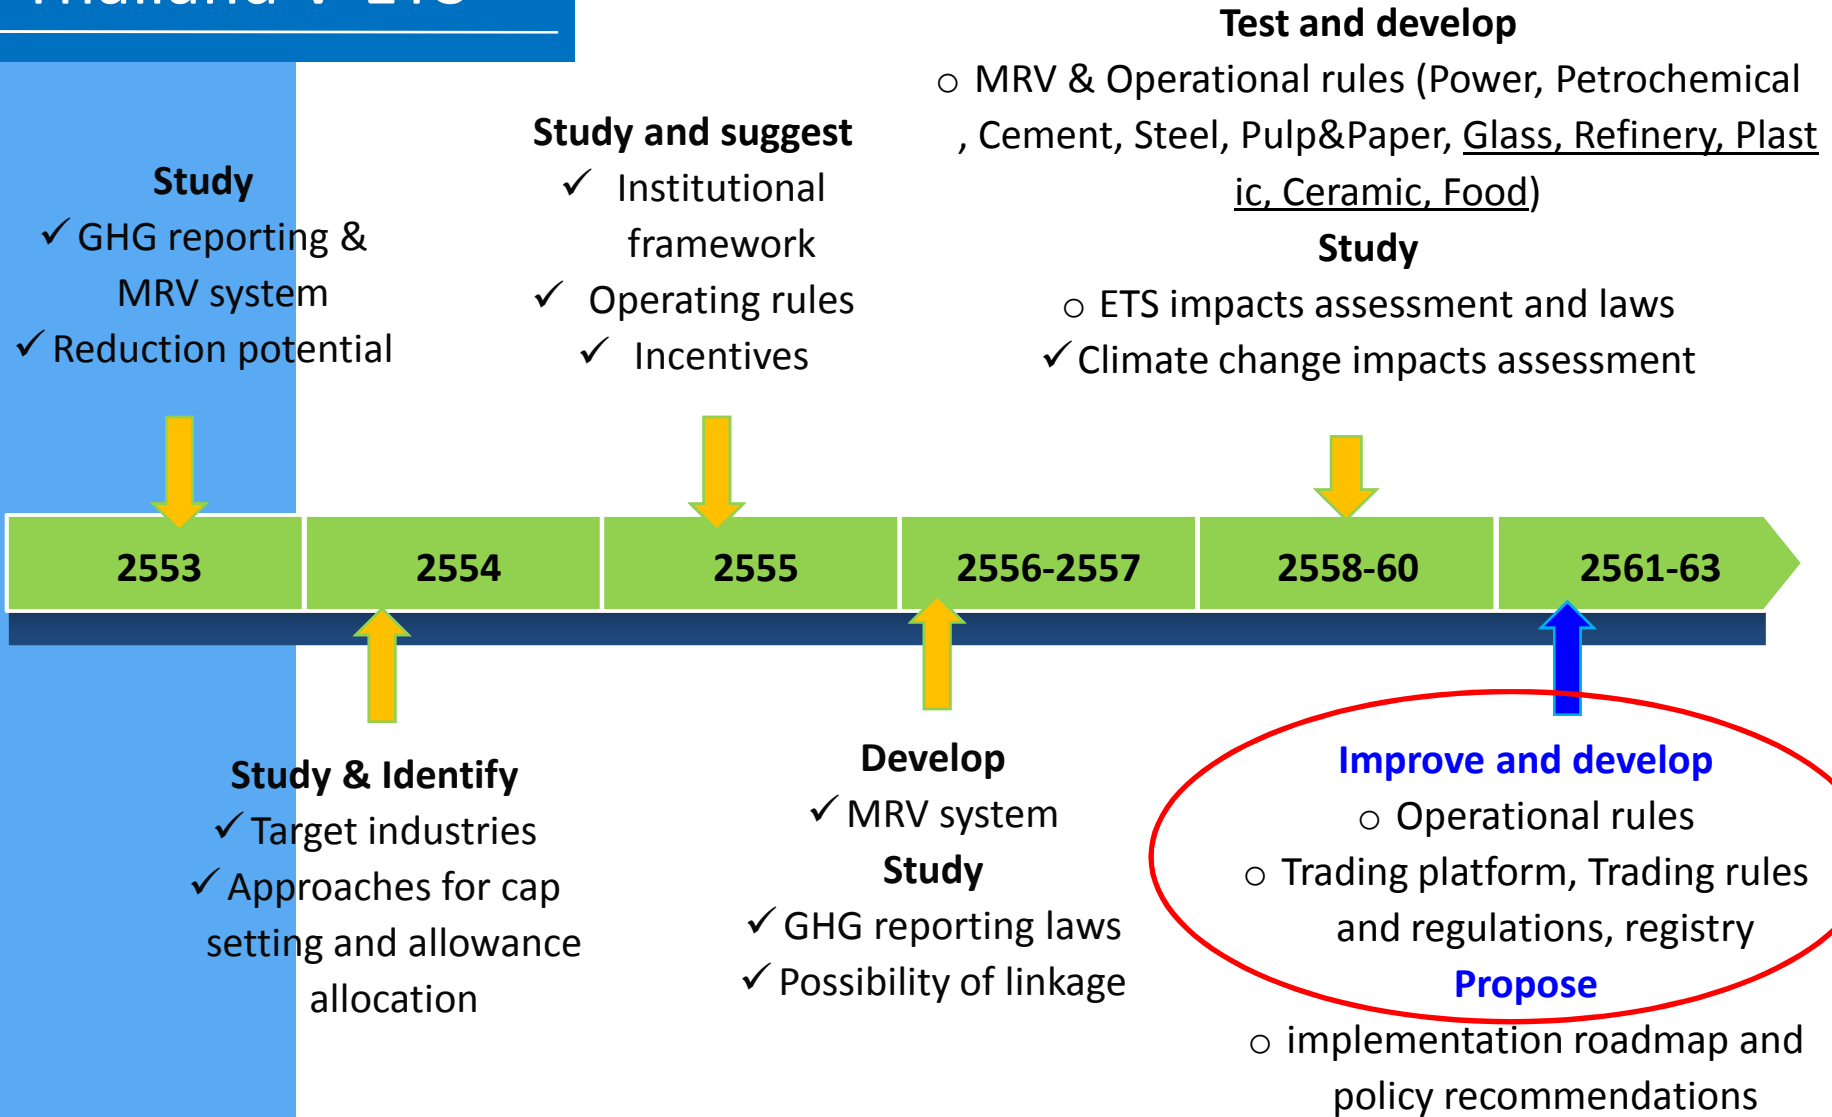 Thailand V-ETS
Test and develop
o MRV & Operational rules (Power, Petrochemical
, Cement, Steel, Pulp&Paper, Glass, Refinery, Plast
ic, Ceramic, Food)
Study
o ETS impacts assessment and laws
✓ Climate change impacts assessment
Study and suggest
✓ Institutional
framework
✓ Operating rules
✓ Incentives
Study
✓ GHG reporting &
MRV system
✓ Reduction potential
2553
2554
2555
2556-2557
2558-60
2561-63
Study & Identify
✓ Target industries
✓ Approaches for cap
setting and allowance
allocation
Develop
✓ MRV system
Study
✓ GHG reporting laws
✓ Possibility of linkage
Improve and develop
o Operational rules
o Trading platform, Trading rules
and regulations, registry
Propose
o implementation roadmap and
policy recommendations